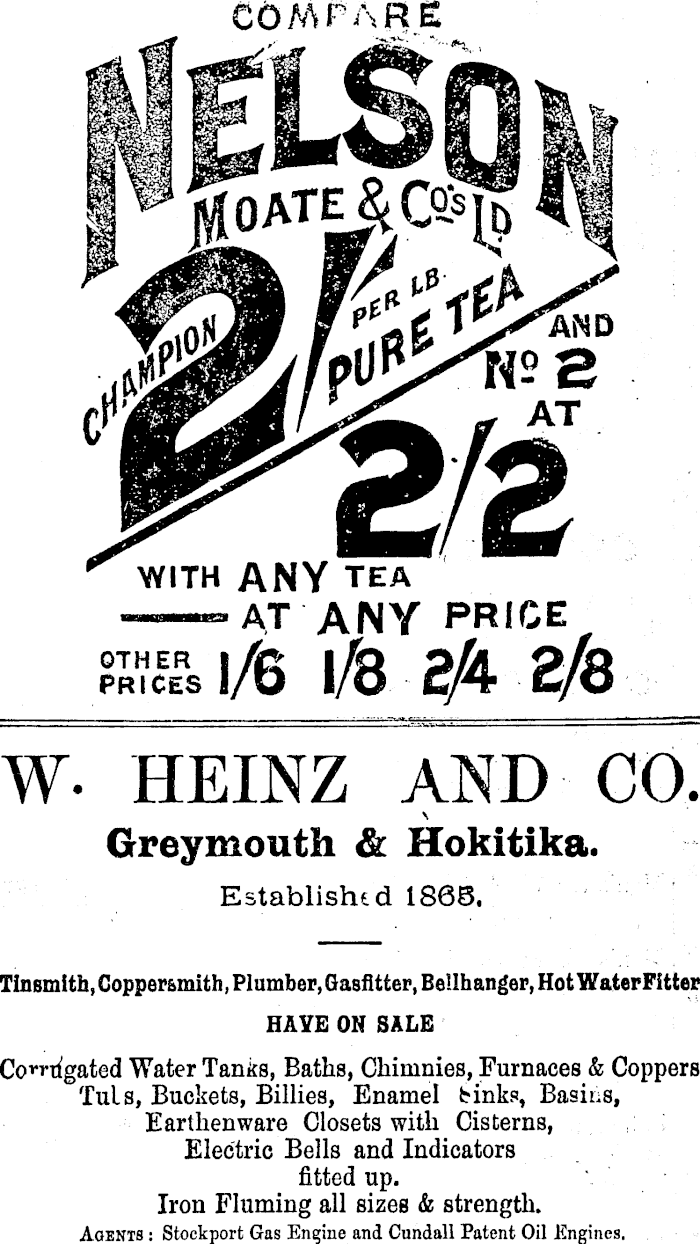 COMPARE
NELSON
MOATE & CO'S LD
CHAMPION 2/- PER LB.
PURE TEA
AND
No 2
AT
2/2
WITH ANY TEA
AT ANY PRICE
OTHER PRICES 1/6 1/8 2/4 2/8
W. HEINZ AND CO.
Greymouth & Hokitika.
Established 1865.
Tinsmith, Coppersmith, Plumber, Gasfitter, Bellhanger, Hot Water Fitter
HAVE ON SALE
Corrugated Water Tanks, Baths, Chimnies, Furnaces & Coppers
Tubs, Buckets, Billies, Enamel Sinks, Basins,
Earthenware Closets with Cisterns,
Electric Bells and Indicators
fitted up.
Iron Fluming all sizes & strength.
AGENTS : Stockport Gas Engine and Cundall Patent Oil Engines.